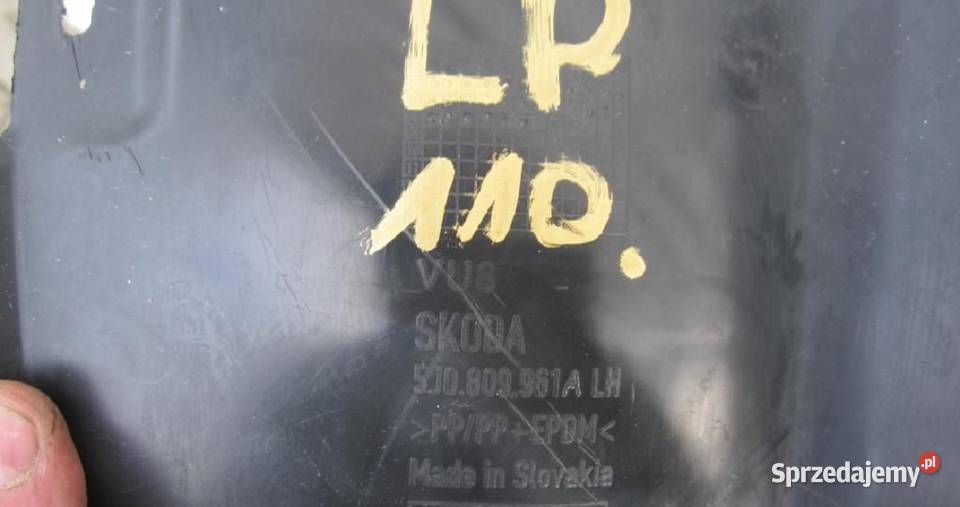 LP
110.
VU8
SKODA
5J0.809.961A LH
>PP/PP+EPDM<
Made in Slovakia
Sprzedajemy.pl